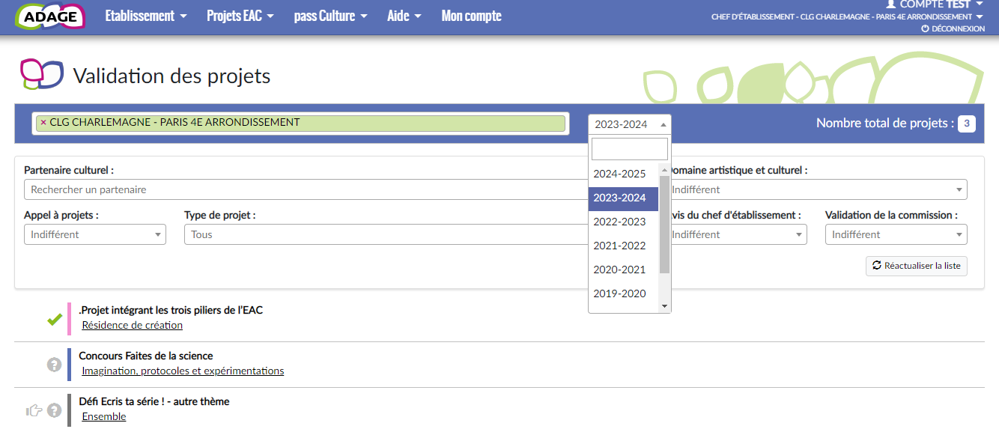 ADAGE
Etablissement
Projets EAC
pass Culture
Aide
Mon compte
COMPTE TEST
CHEF D'ÉTABLISSEMENT - CLG CHARLEMAGNE - PARIS 4E ARRONDISSEMENT
DÉCONNEXION
Validation des projets
× CLG CHARLEMAGNE - PARIS 4E ARRONDISSEMENT
2023-2024
Nombre total de projets : 3
2024-2025
2023-2024
2022-2023
2021-2022
2020-2021
2019-2020
Partenaire culturel :
Rechercher un partenaire
omaine artistique et culturel :
Indifférent
Appel à projets :
Indifférent
Type de projet :
Tous
vis du chef d'établissement :
Indifférent
Validation de la commission :
Indifférent
Réactualiser la liste
.Projet intégrant les trois piliers de l'EAC
Résidence de création
Concours Faites de la science
Imagination, protocoles et expérimentations
Défi Ecris ta série ! - autre thème
Ensemble